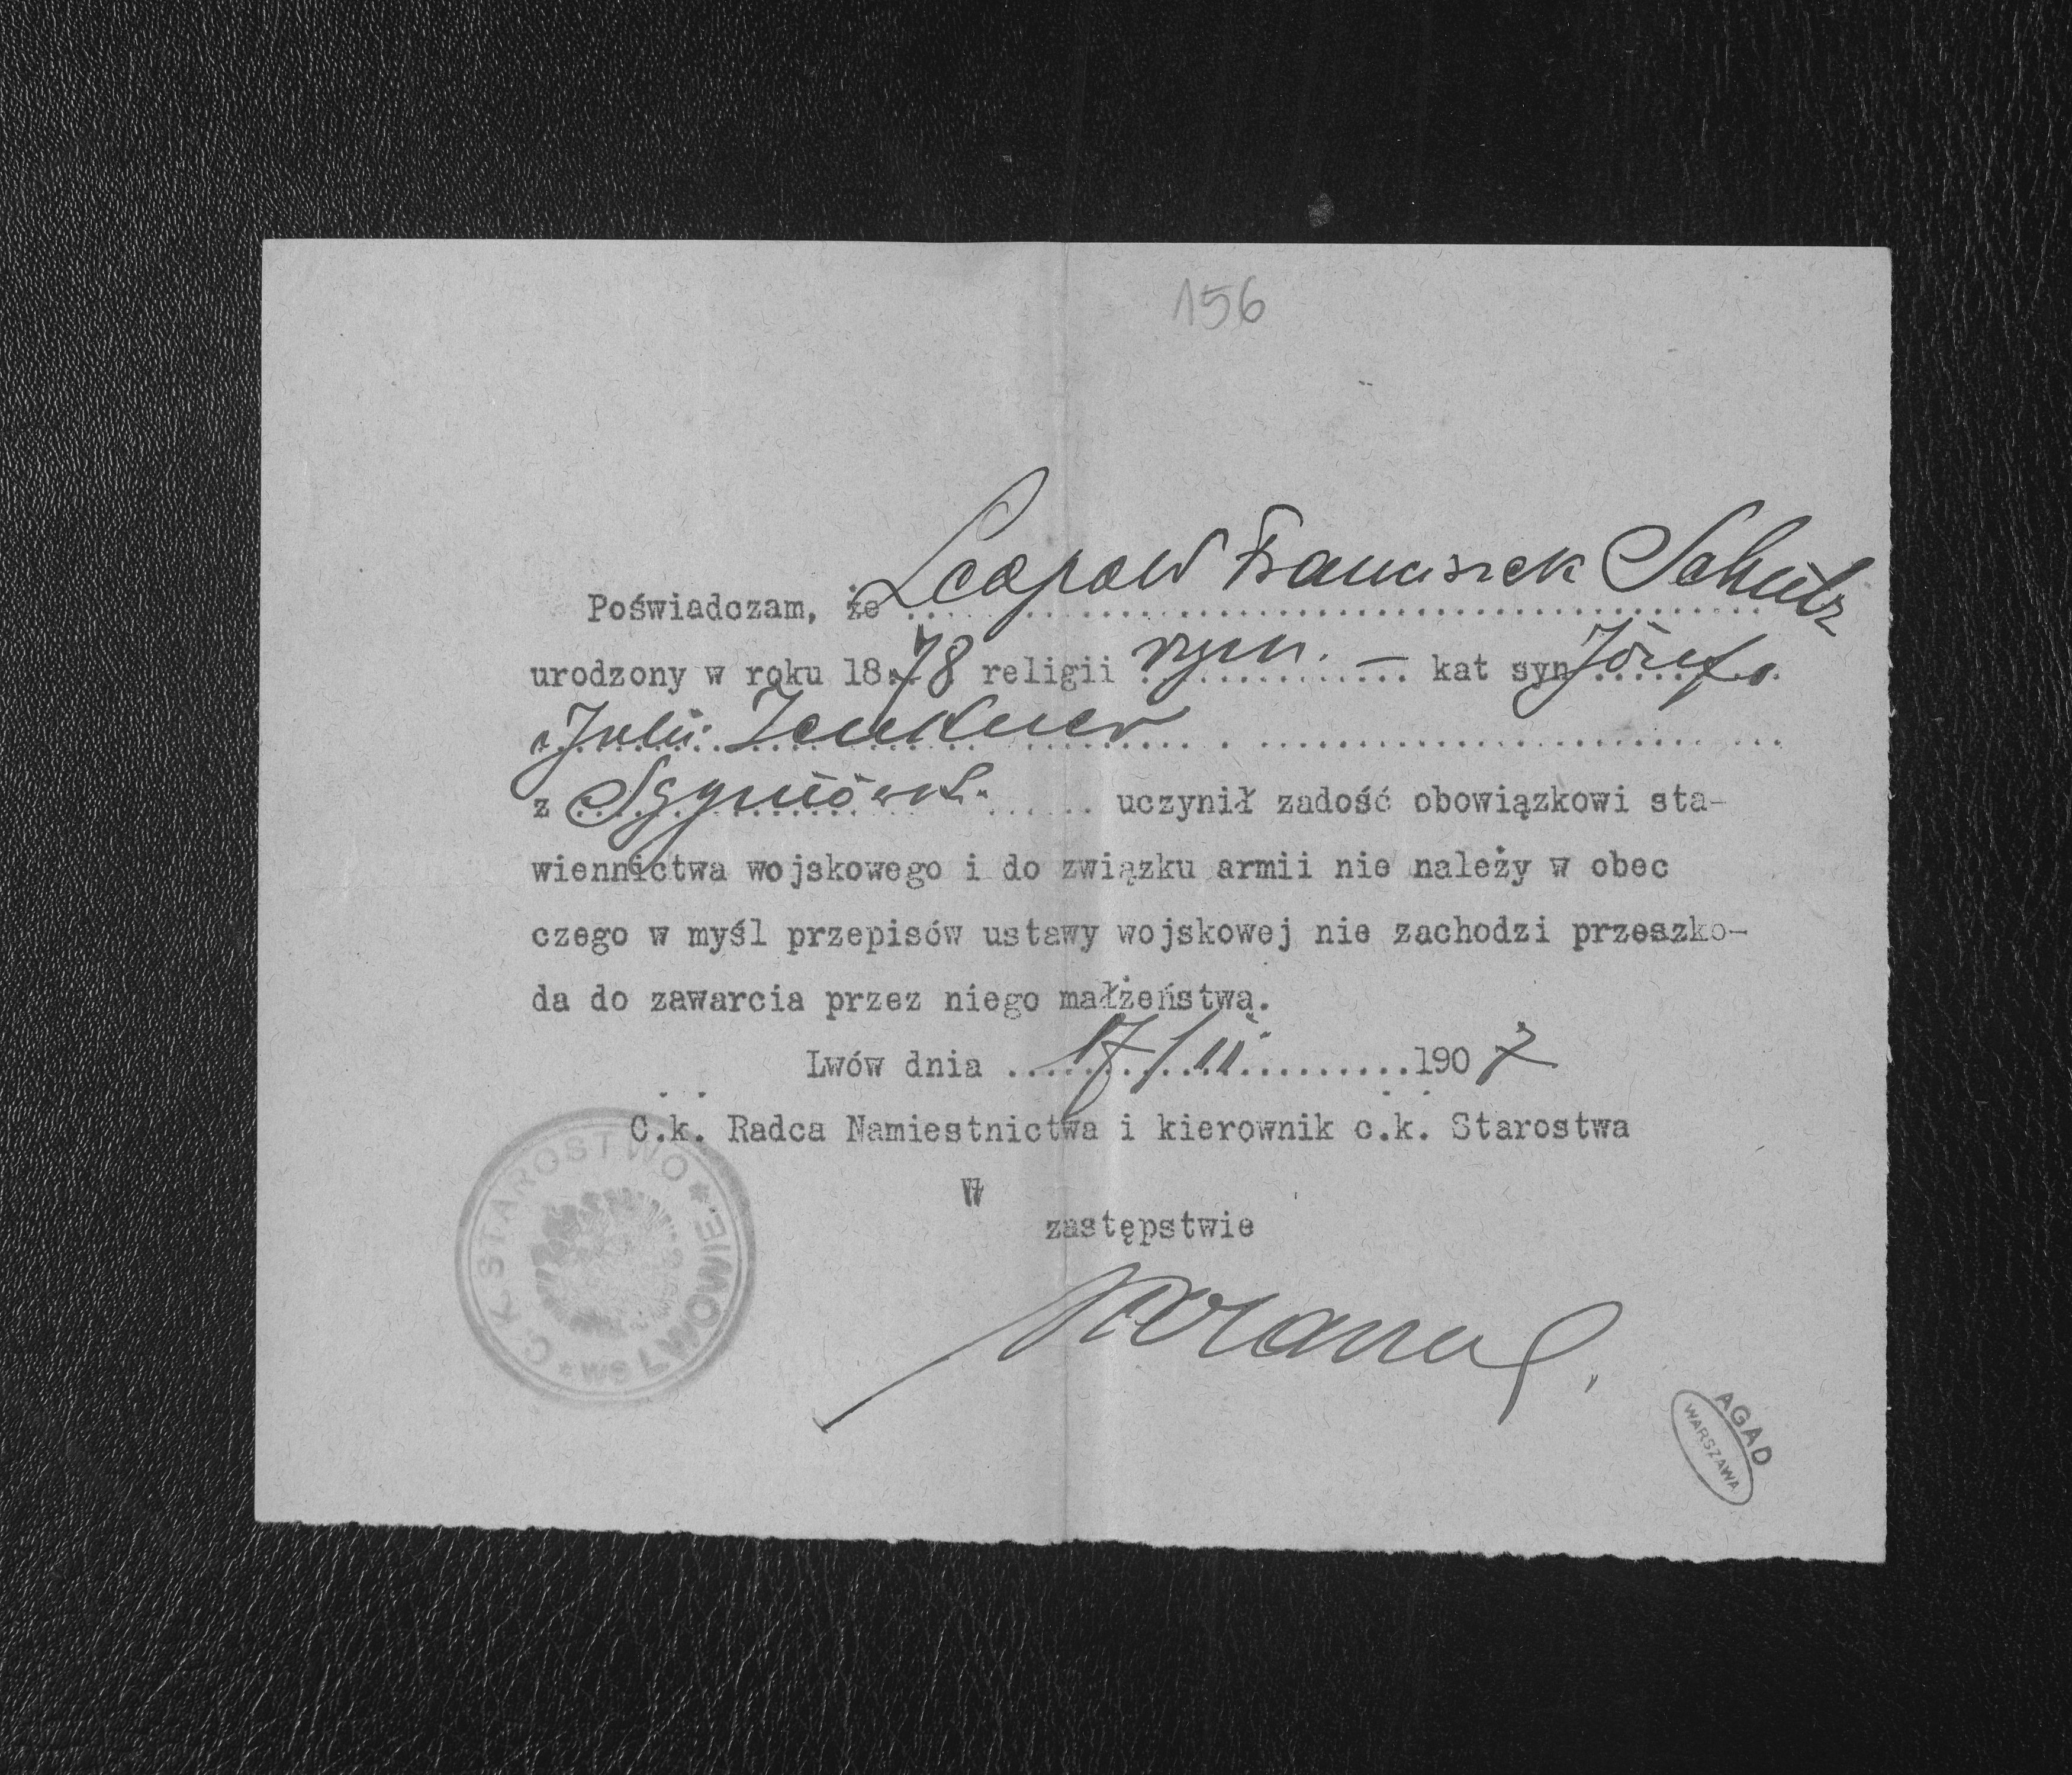 156
Poświadczam, że Leopold Franciszek Schütz
urodzony w roku 1878 religii rzym. — kat syn Józefa
i Julii
z uczynił zadość obowiązkowi sta-
wiennictwa wojskowego i do związku armii nie należy w obec
czego w myśl przepisów ustawy wojskowej nie zachodzi przeszko-
da do zawarcia przez niego małżeństwa.
Lwów dnia 17/II 1907
C.k. Radca Namiestnictwa i kierownik c.k. Starostwa
W
zastępstwie
C.K. STAROSTWO * WE LWOWIE *
AGAD
WARSZAWA